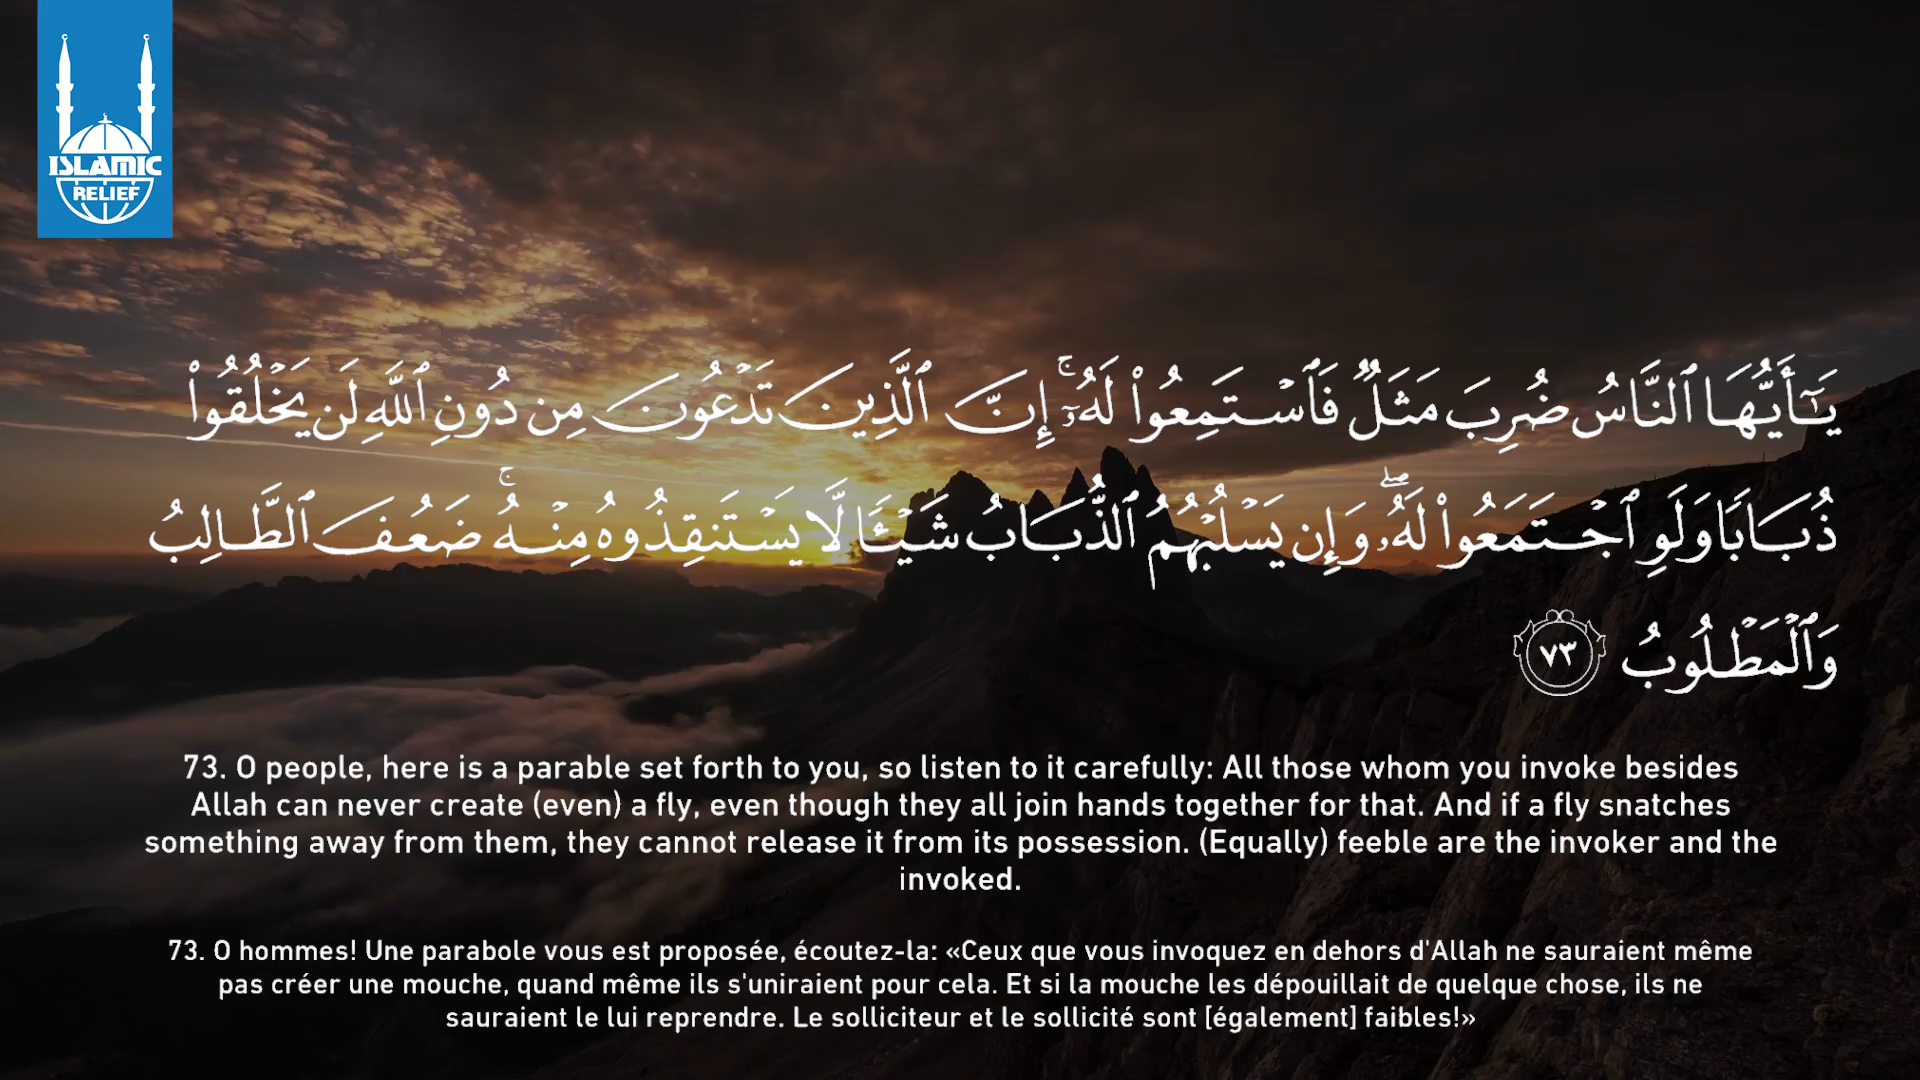 ISLAMIC
RELIEF
يَـٰٓأَيُّهَا ٱلنَّاسُ ضُرِبَ مَثَلٌ فَٱسْتَمِعُوا۟ لَهُۥٓ ۚ إِنَّ ٱلَّذِينَ تَدْعُونَ مِن دُونِ ٱللَّهِ لَن يَخْلُقُوا۟
ذُبَابًا وَلَوِ ٱجْتَمَعُوا۟ لَهُۥ ۖ وَإِن يَسْلُبْهُمُ ٱلذُّبَابُ شَيْـًٔا لَّا يَسْتَنقِذُوهُ مِنْهُ ۚ ضَعُفَ ٱلطَّالِبُ
وَٱلْمَطْلُوبُ ٧٣
73. O people, here is a parable set forth to you, so listen to it carefully: All those whom you invoke besides
Allah can never create (even) a fly, even though they all join hands together for that. And if a fly snatches
something away from them, they cannot release it from its possession. (Equally) feeble are the invoker and the
invoked.
73. O hommes! Une parabole vous est proposée, écoutez-la: «Ceux que vous invoquez en dehors d'Allah ne sauraient même
pas créer une mouche, quand même ils s'uniraient pour cela. Et si la mouche les dépouillait de quelque chose, ils ne
sauraient le lui reprendre. Le solliciteur et le sollicité sont [également] faibles!»